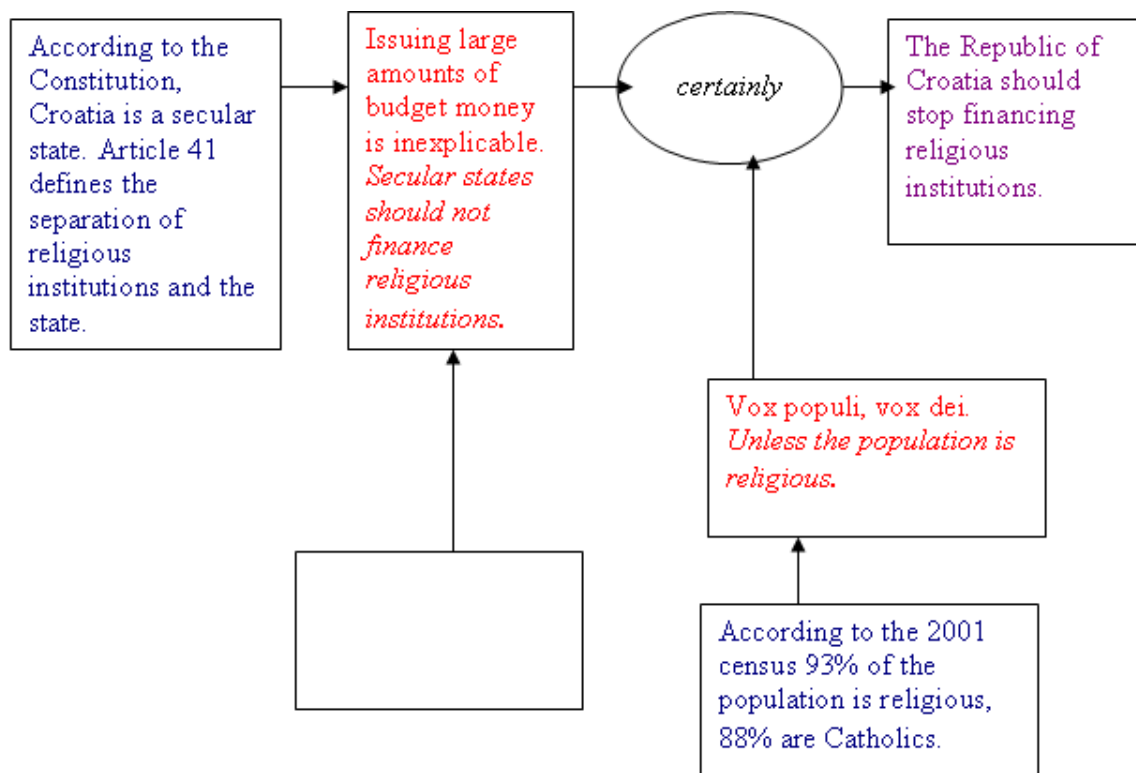 According to the
Constitution,
Croatia is a secular
state. Article 41
defines the
separation of
religious
institutions and the
state.
Issuing large
amounts of
budget money
is inexplicable.
Secular states
should not
finance
religious
institutions.
certainly
The Republic of
Croatia should
stop financing
religious
institutions.
Vox populi, vox dei.
Unless the population is
religious.
According to the 2001
census 93% of the
population is religious,
88% are Catholics.